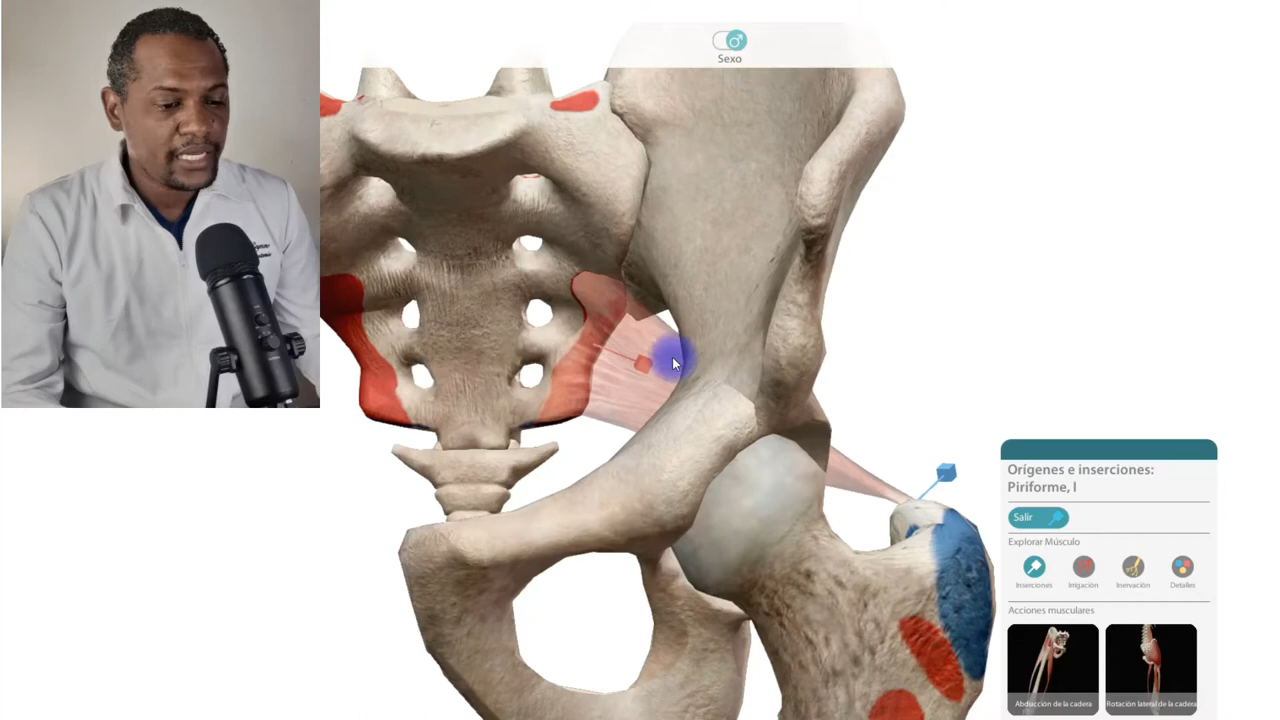 Sexo
Orígenes e inserciones:
Piriforme, I
Salir
Explorar Músculo
Inserciones
Irrigación
Inervación
Detalles
Acciones musculares
Abducción de la cadera
Rotación lateral de la cadera